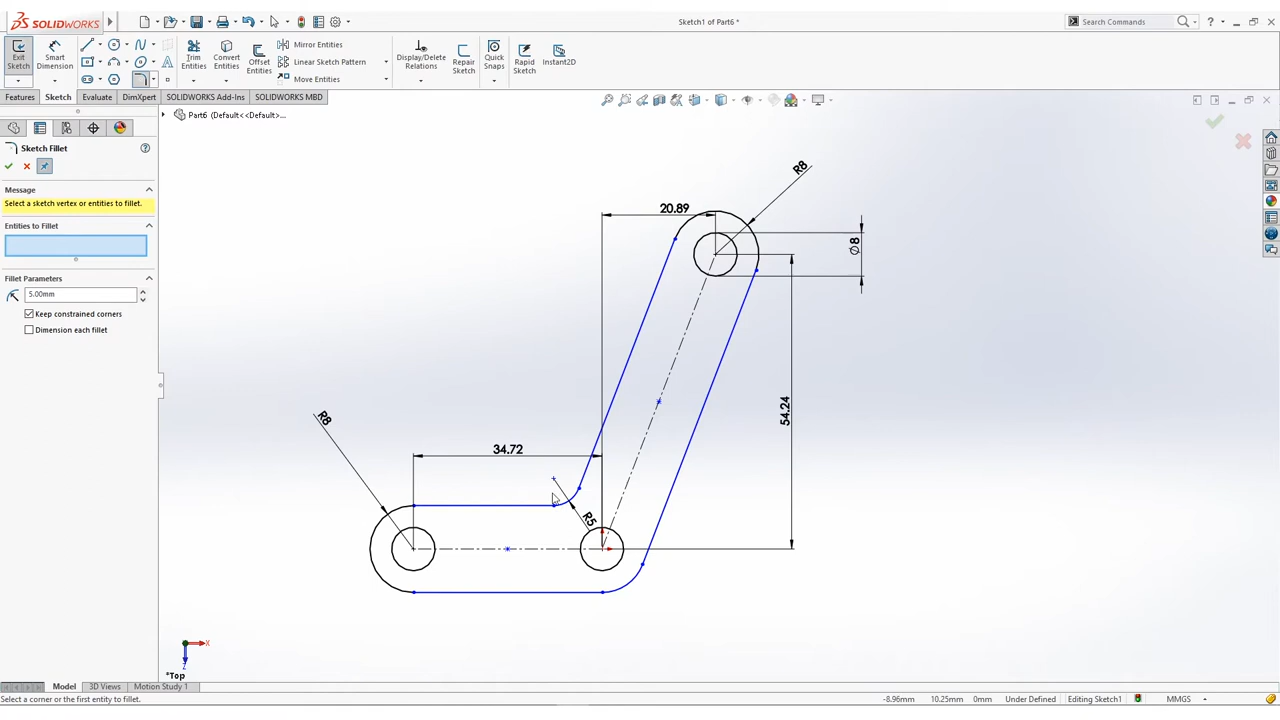 SOLIDWORKS
Sketch1 of Part6 *
Search Commands
?
Exit Sketch
Smart Dimension
Trim Entities
Convert Entities
Offset Entities
Mirror Entities
Linear Sketch Pattern
Move Entities
Display/Delete Relations
Repair Sketch
Quick Snaps
Rapid Sketch
Instant2D
Features
Sketch
Evaluate
DimXpert
SOLIDWORKS Add-Ins
SOLIDWORKS MBD
Part6 (Default<<Default>...
Sketch Fillet
?
Message
Select a sketch vertex or entities to fillet.
Entities to Fillet
Fillet Parameters
5.00mm
Keep constrained corners
Dimension each fillet
R8
20.89
∅8
54.24
R8
34.72
R5
X
Z
*Top
Model
3D Views
Motion Study 1
Select a corner or the first entity to fillet.
-8.96mm
10.25mm
0mm
Under Defined
Editing Sketch1
MMGS